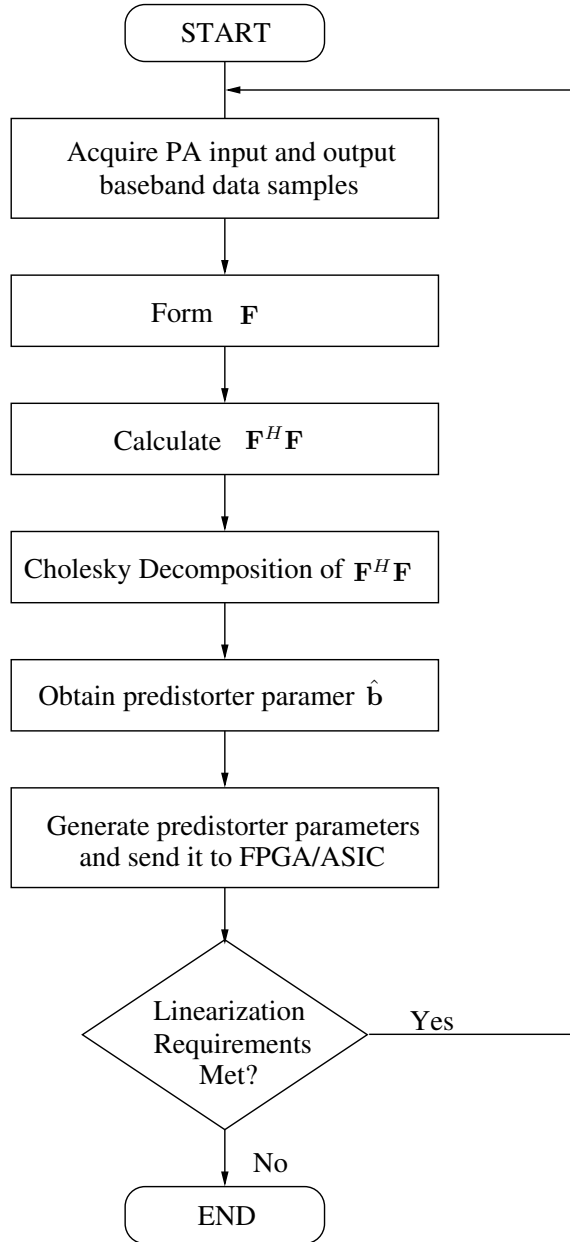 START
Acquire PA input and output
baseband data samples
Form F
Calculate F^H F
Cholesky Decomposition of F^H F
Obtain predistorter paramer b̂
Generate predistorter parameters
and send it to FPGA/ASIC
Linearization
Requirements
Met?
Yes
No
END